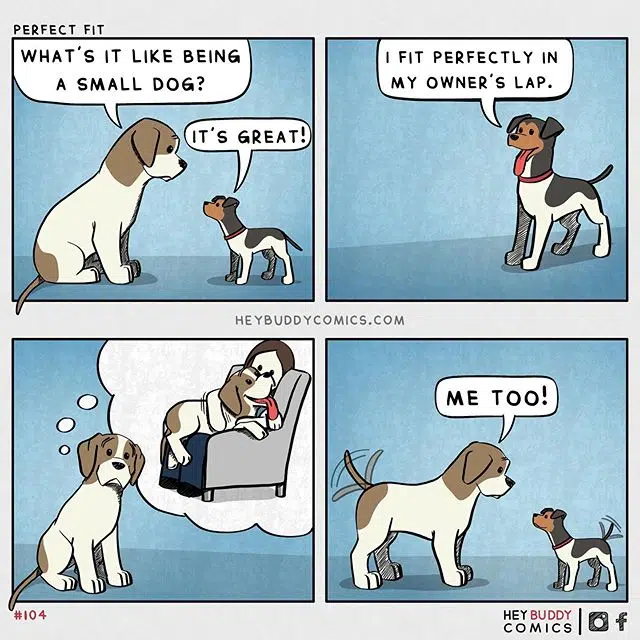 PERFECT FIT
WHAT'S IT LIKE BEING
A SMALL DOG?
IT'S GREAT!
I FIT PERFECTLY IN
MY OWNER'S LAP.
HEYBUDDYCOMICS.COM
ME TOO!
#104
HEY BUDDY
COMICS